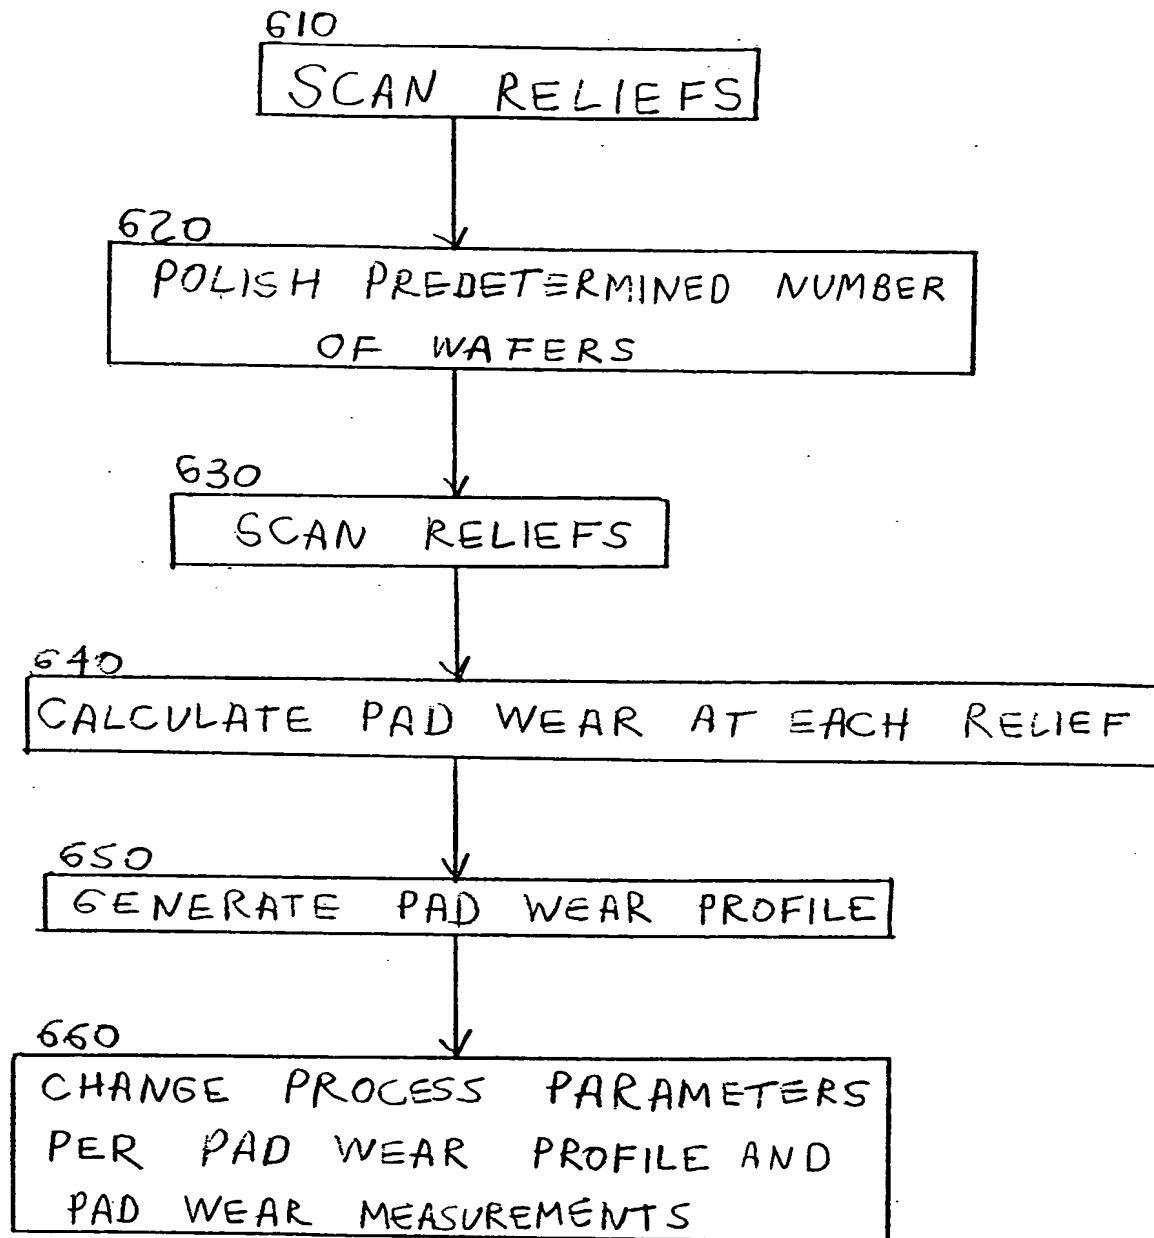 610
SCAN RELIEFS
620
POLISH PREDETERMINED NUMBER
OF WAFERS
630
SCAN RELIEFS
640
CALCULATE PAD WEAR AT EACH RELIEF
650
GENERATE PAD WEAR PROFILE
660
CHANGE PROCESS PARAMETERS
PER PAD WEAR PROFILE AND
PAD WEAR MEASUREMENTS